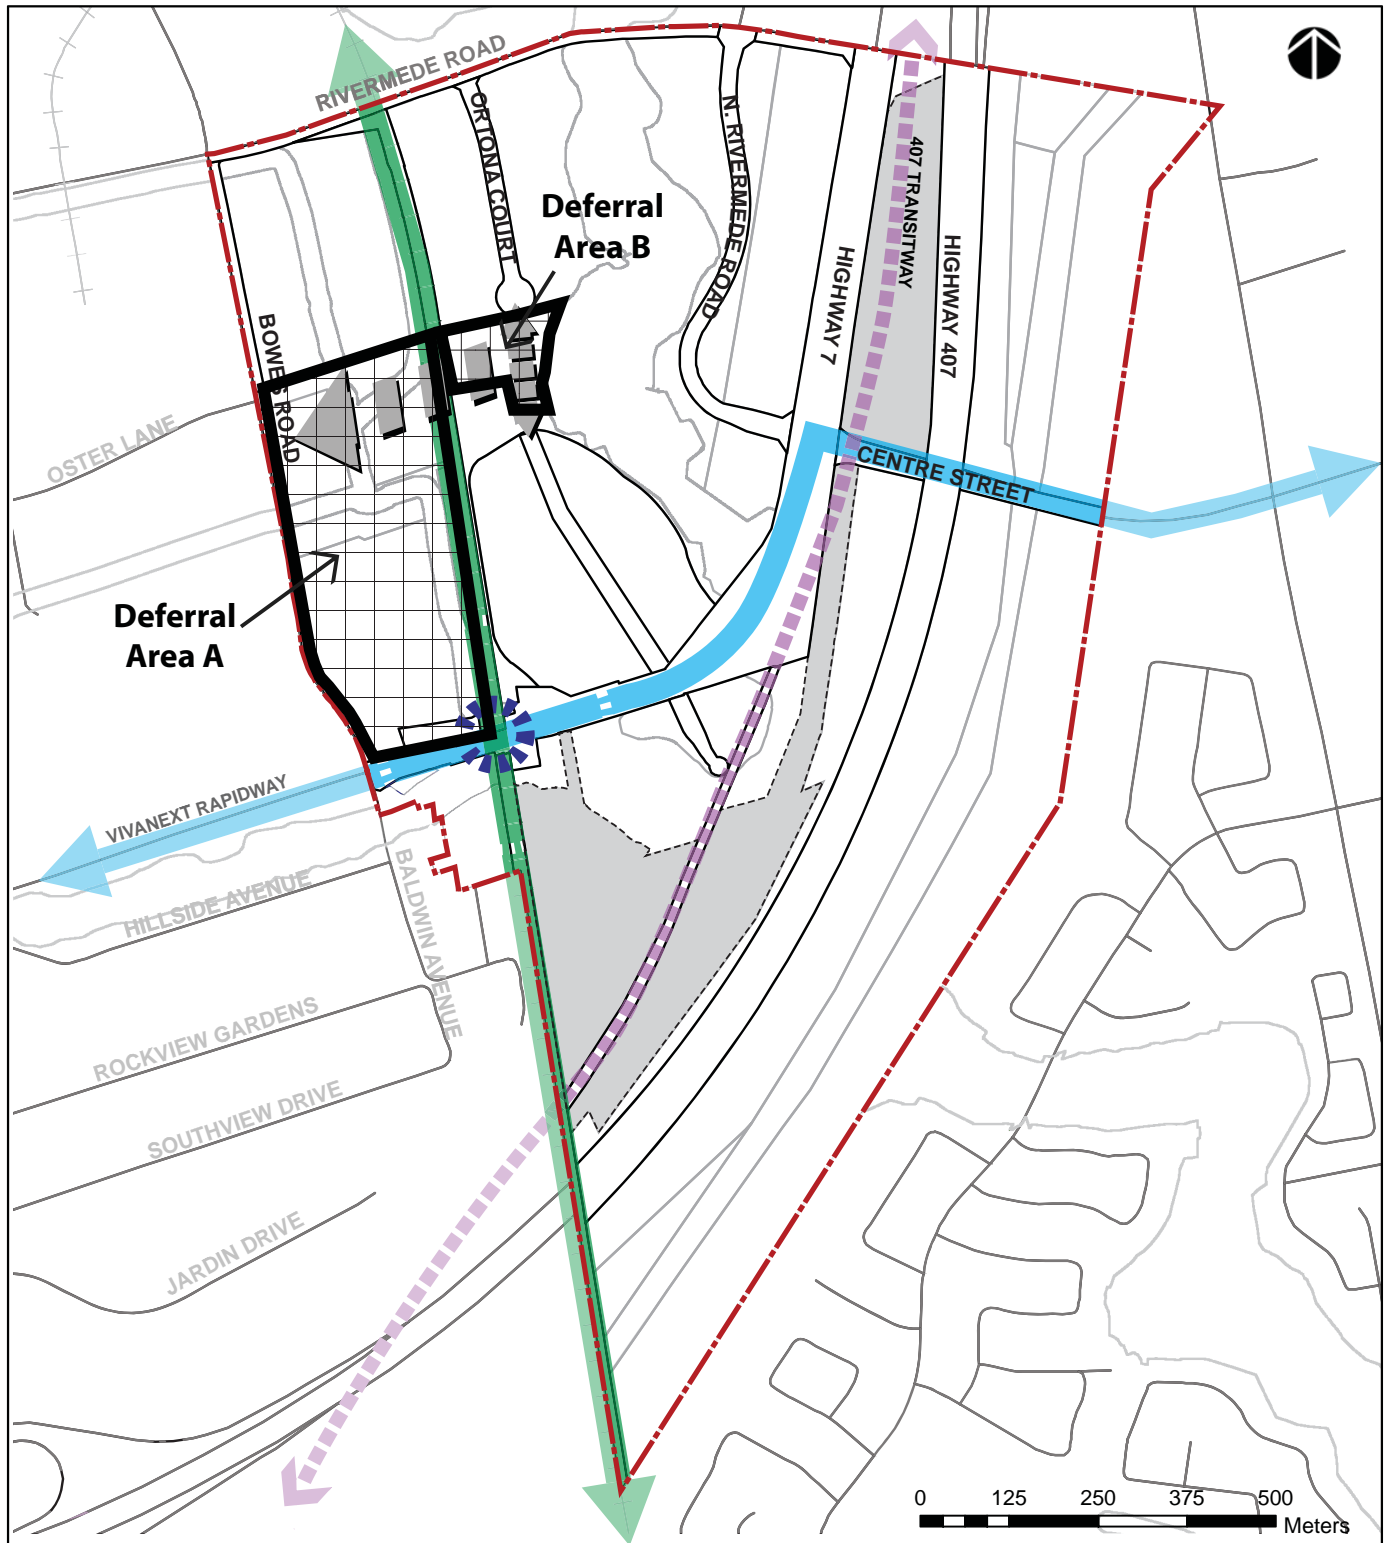 RIVERMEDE ROAD
ORTONA COURT
N. RIVERMEDE ROAD
407 TRANSITWAY
HIGHWAY 7
HIGHWAY 407
Deferral
Area B
BOWES ROAD
OSTER LANE
CENTRE STREET
Deferral
Area A
VIVANEXT RAPIDWAY
HILLSIDE AVENUE
BALDWIN AVENUE
ROCKVIEW GARDENS
SOUTHVIEW DRIVE
JARDIN DRIVE
0 125 250 375 500
Meters